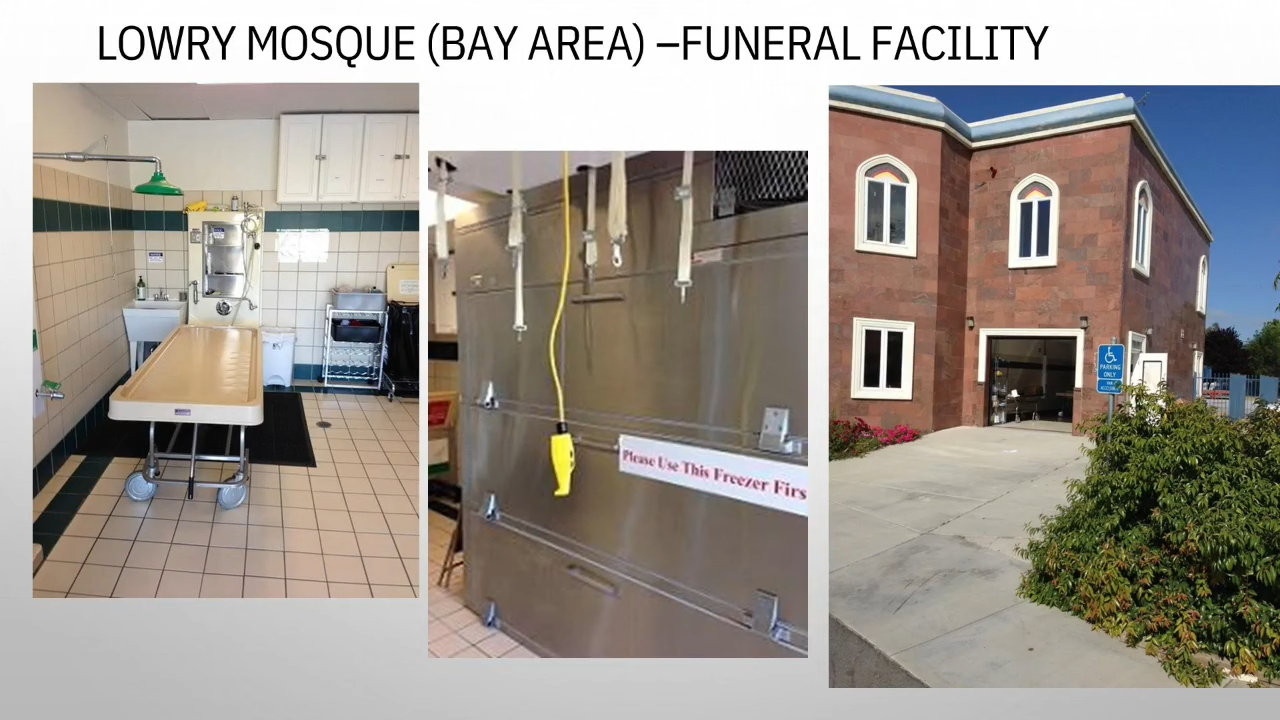 LOWRY MOSQUE (BAY AREA) –FUNERAL FACILITY
Please Use This Freezer Firs
PARKING
ONLY